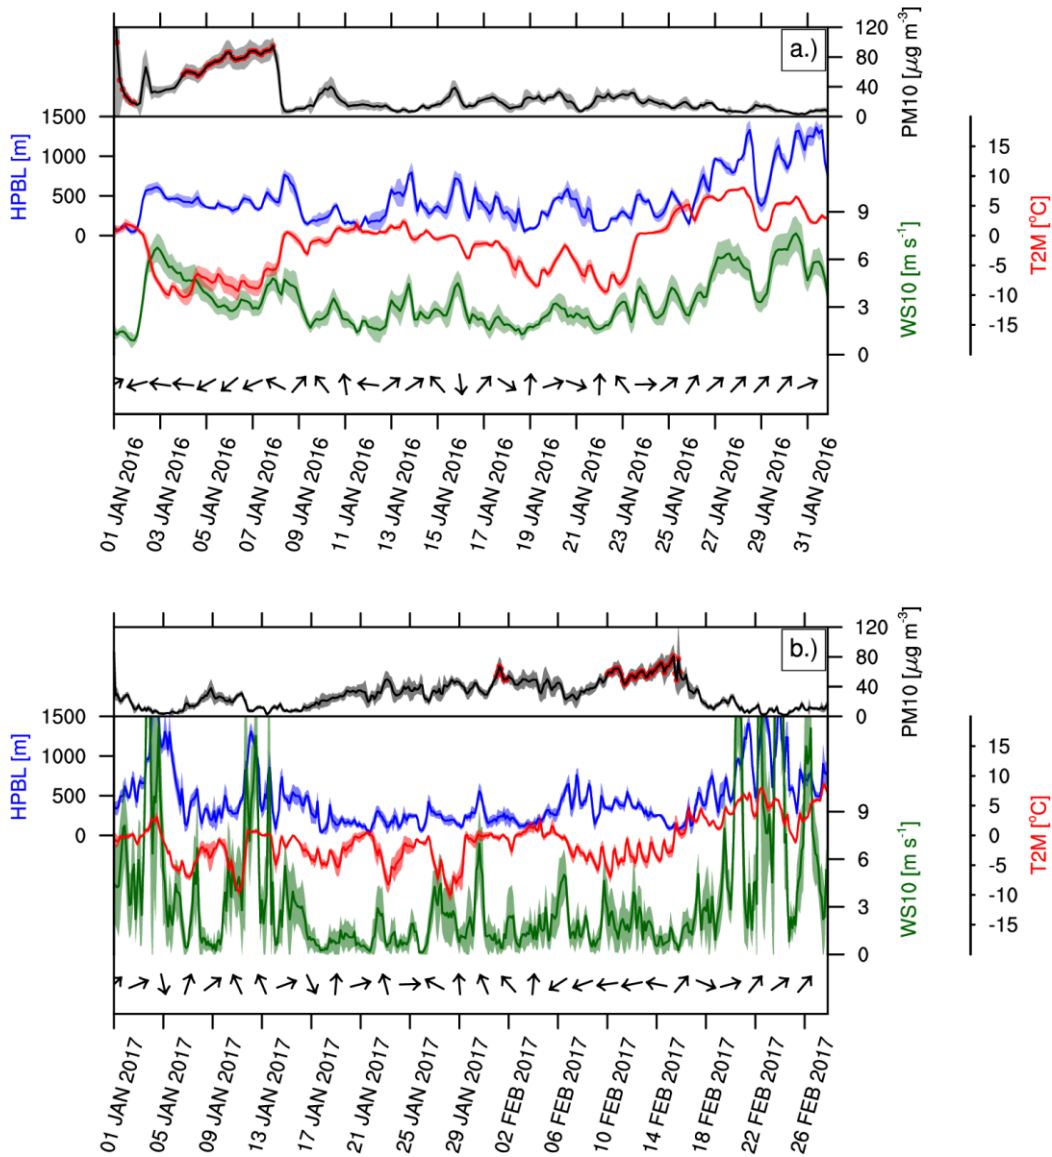 a.)
120
80
40
0
PM10 [μg m-3]
1500
1000
500
0
HPBL [m]
9
6
3
0
WS10 [m s-1]
15
10
5
0
-5
-10
-15
T2M [°C]
01 JAN 2016
03 JAN 2016
05 JAN 2016
07 JAN 2016
09 JAN 2016
11 JAN 2016
13 JAN 2016
15 JAN 2016
17 JAN 2016
19 JAN 2016
21 JAN 2016
23 JAN 2016
25 JAN 2016
27 JAN 2016
29 JAN 2016
31 JAN 2016
b.)
120
80
40
0
PM10 [μg m-3]
1500
1000
500
0
HPBL [m]
9
6
3
0
WS10 [m s-1]
15
10
5
0
-5
-10
-15
T2M [°C]
01 JAN 2017
05 JAN 2017
09 JAN 2017
13 JAN 2017
17 JAN 2017
21 JAN 2017
25 JAN 2017
29 JAN 2017
02 FEB 2017
06 FEB 2017
10 FEB 2017
14 FEB 2017
18 FEB 2017
22 FEB 2017
26 FEB 2017